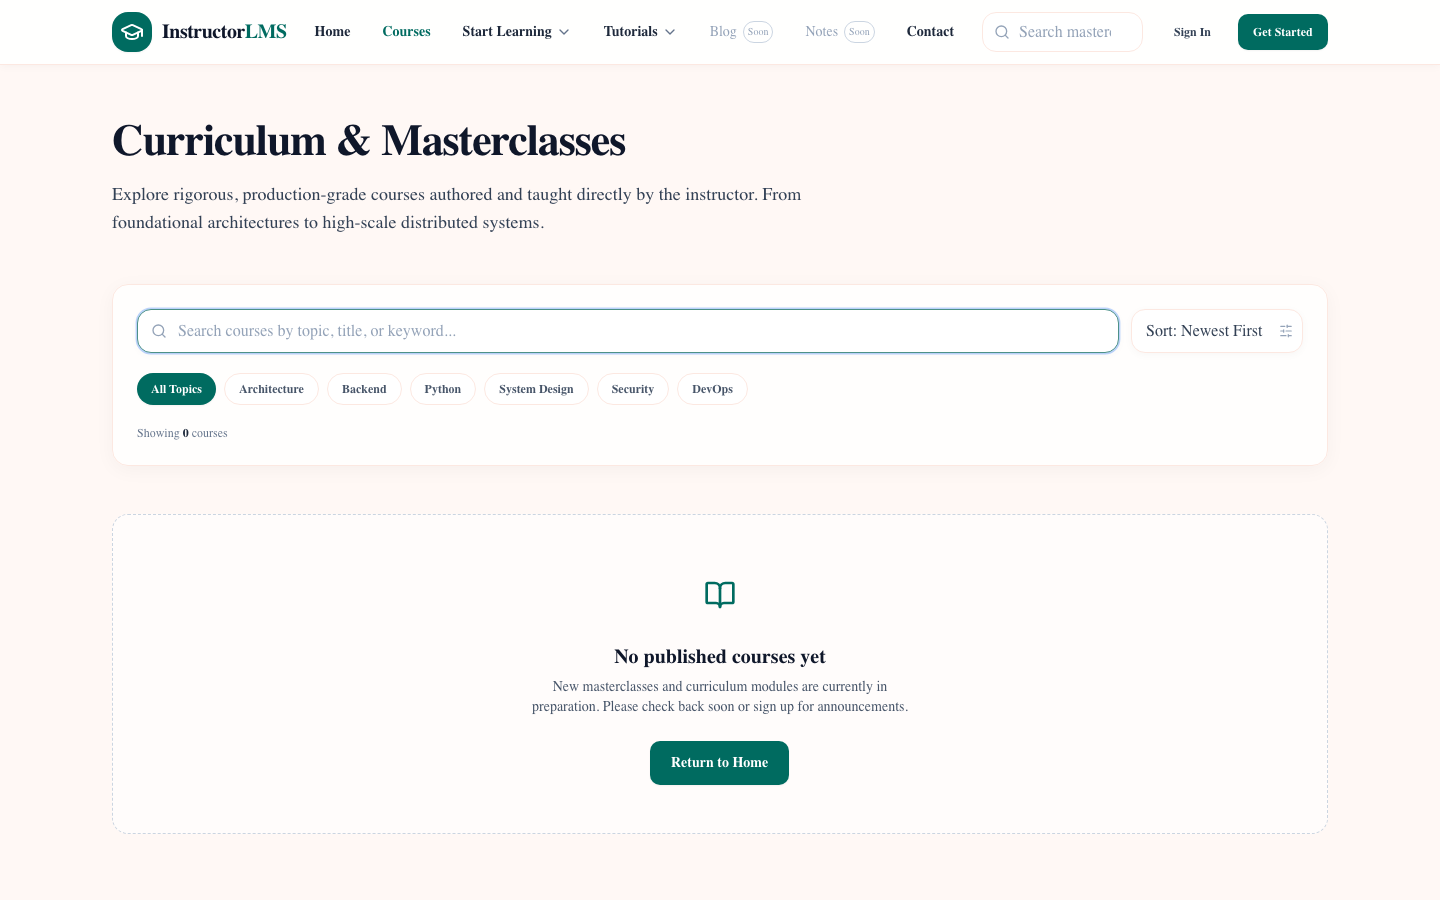 InstructorLMS
Home
Courses
Start Learning
Tutorials
Blog Soon
Notes Soon
Contact
Search master
Sign In
Get Started
Curriculum & Masterclasses
Explore rigorous, production-grade courses authored and taught directly by the instructor. From
foundational architectures to high-scale distributed systems.
Search courses by topic, title, or keyword...
Sort: Newest First
All Topics
Architecture
Backend
Python
System Design
Security
DevOps
Showing 0 courses
No published courses yet
New masterclasses and curriculum modules are currently in
preparation. Please check back soon or sign up for announcements.
Return to Home